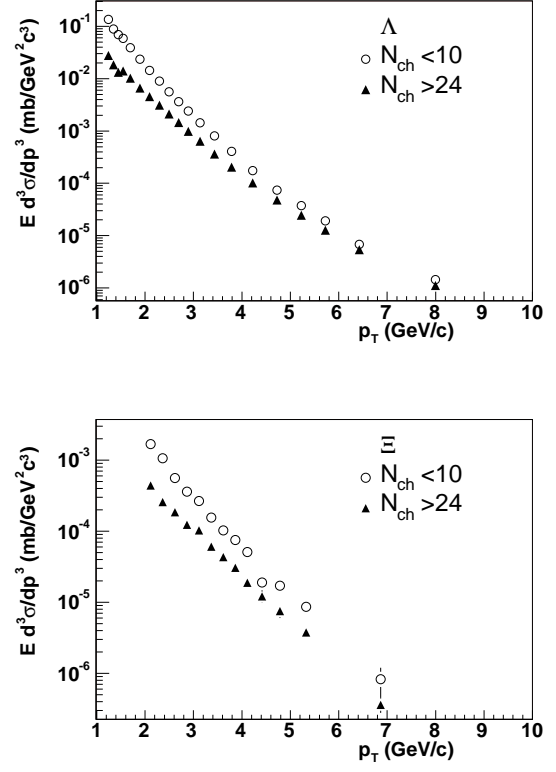 E d³σ/dp³ (mb/GeV²c³)
10⁻¹
10⁻²
10⁻³
10⁻⁴
10⁻⁵
10⁻⁶
Λ
N_ch <10
N_ch >24
1 2 3 4 5 6 7 8 9 10
p_T (GeV/c)
E d³σ/dp³ (mb/GeV²c³)
10⁻³
10⁻⁴
10⁻⁵
10⁻⁶
Ξ
N_ch <10
N_ch >24
1 2 3 4 5 6 7 8 9 10
p_T (GeV/c)